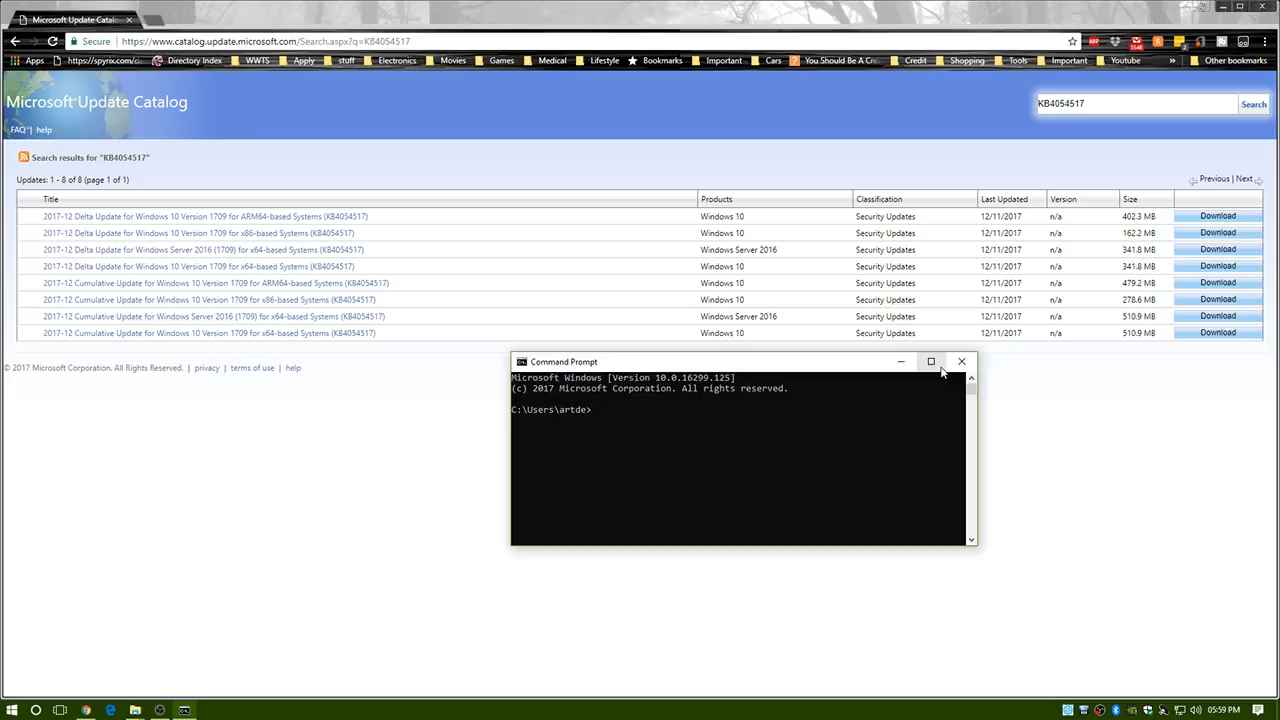 Microsoft Update Catalo
Secure https://www.catalog.update.microsoft.com/Search.aspx?q=KB4054517
Apps https://spyrix.com/d Directory Index WWTS Apply stuff Electronics Movies Games Medical Lifestyle Bookmarks Important Cars You Should Be A Cre Credit Shopping Tools Important Youtube » Other bookmarks
Microsoft Update Catalog
KB4054517 Search
FAQ | help
Search results for "KB4054517"
Updates: 1 - 8 of 8 (page 1 of 1) Previous | Next
Title Products Classification Last Updated Version Size
2017-12 Delta Update for Windows 10 Version 1709 for ARM64-based Systems (KB4054517) Windows 10 Security Updates 12/11/2017 n/a 402.3 MB Download
2017-12 Delta Update for Windows 10 Version 1709 for x86-based Systems (KB4054517) Windows 10 Security Updates 12/11/2017 n/a 162.2 MB Download
2017-12 Delta Update for Windows Server 2016 (1709) for x64-based Systems (KB4054517) Windows Server 2016 Security Updates 12/11/2017 n/a 341.8 MB Download
2017-12 Delta Update for Windows 10 Version 1709 for x64-based Systems (KB4054517) Windows 10 Security Updates 12/11/2017 n/a 341.8 MB Download
2017-12 Cumulative Update for Windows 10 Version 1709 for ARM64-based Systems (KB4054517) Windows 10 Security Updates 12/11/2017 n/a 479.2 MB Download
2017-12 Cumulative Update for Windows 10 Version 1709 for x86-based Systems (KB4054517) Windows 10 Security Updates 12/11/2017 n/a 278.6 MB Download
2017-12 Cumulative Update for Windows Server 2016 (1709) for x64-based Systems (KB4054517) Windows Server 2016 Security Updates 12/11/2017 n/a 510.9 MB Download
2017-12 Cumulative Update for Windows 10 Version 1709 for x64-based Systems (KB4054517) Windows 10 Security Updates 12/11/2017 n/a 510.9 MB Download
© 2017 Microsoft Corporation. All Rights Reserved. | privacy | terms of use | help
Command Prompt
Microsoft Windows [Version 10.0.16299.125]
(c) 2017 Microsoft Corporation. All rights reserved.
C:\Users\artde>
05:59 PM